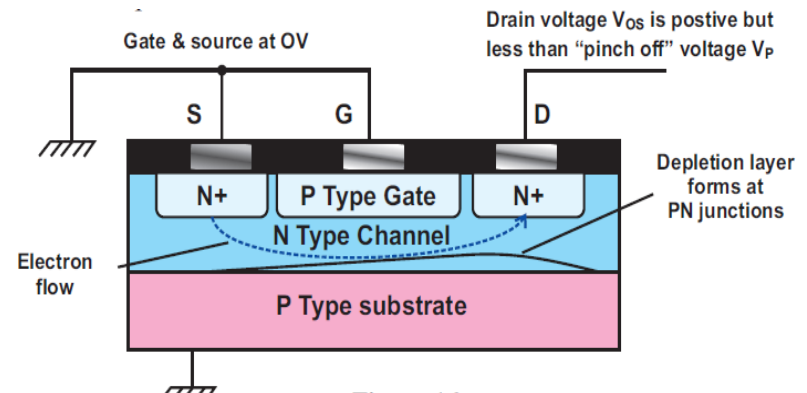 Gate & source at OV
Drain voltage VOS is postive but
less than “pinch off” voltage VP
S
G
D
N+
P Type Gate
N+
Depletion layer
forms at
PN junctions
N Type Channel
Electron
flow
P Type substrate